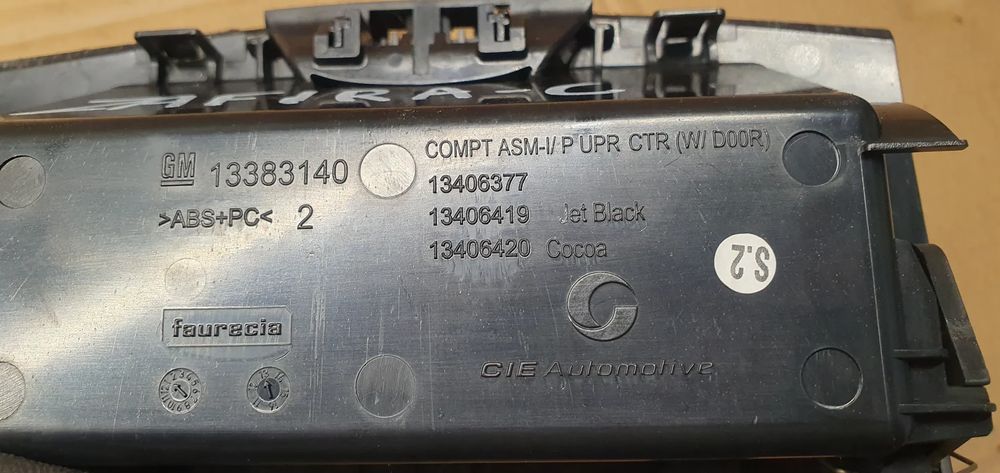 ZAFIRA-C
GM 13383140
>ABS+PC< 2
COMPT ASM-I/P UPR CTR (W/ D00R)
13406377
13406419 Jet Black
13406420 Cocoa
S.2
faurecia
CIE Automotive